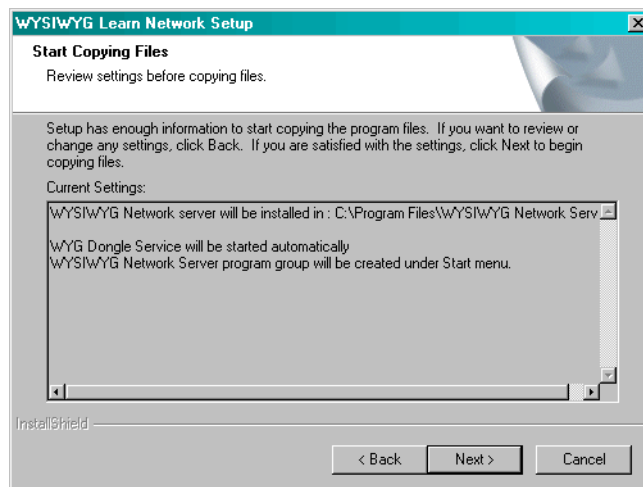 WYSIWYG Learn Network Setup
Start Copying Files
Review settings before copying files.
Setup has enough information to start copying the program files. If you want to review or
change any settings, click Back. If you are satisfied with the settings, click Next to begin
copying files.
Current Settings:
WYSIWYG Network server will be installed in : C:\Program Files\WYSIWYG Network Serv
WYG Dongle Service will be started automatically
WYSIWYG Network Server program group will be created under Start menu.
InstallShield
< Back
Next >
Cancel